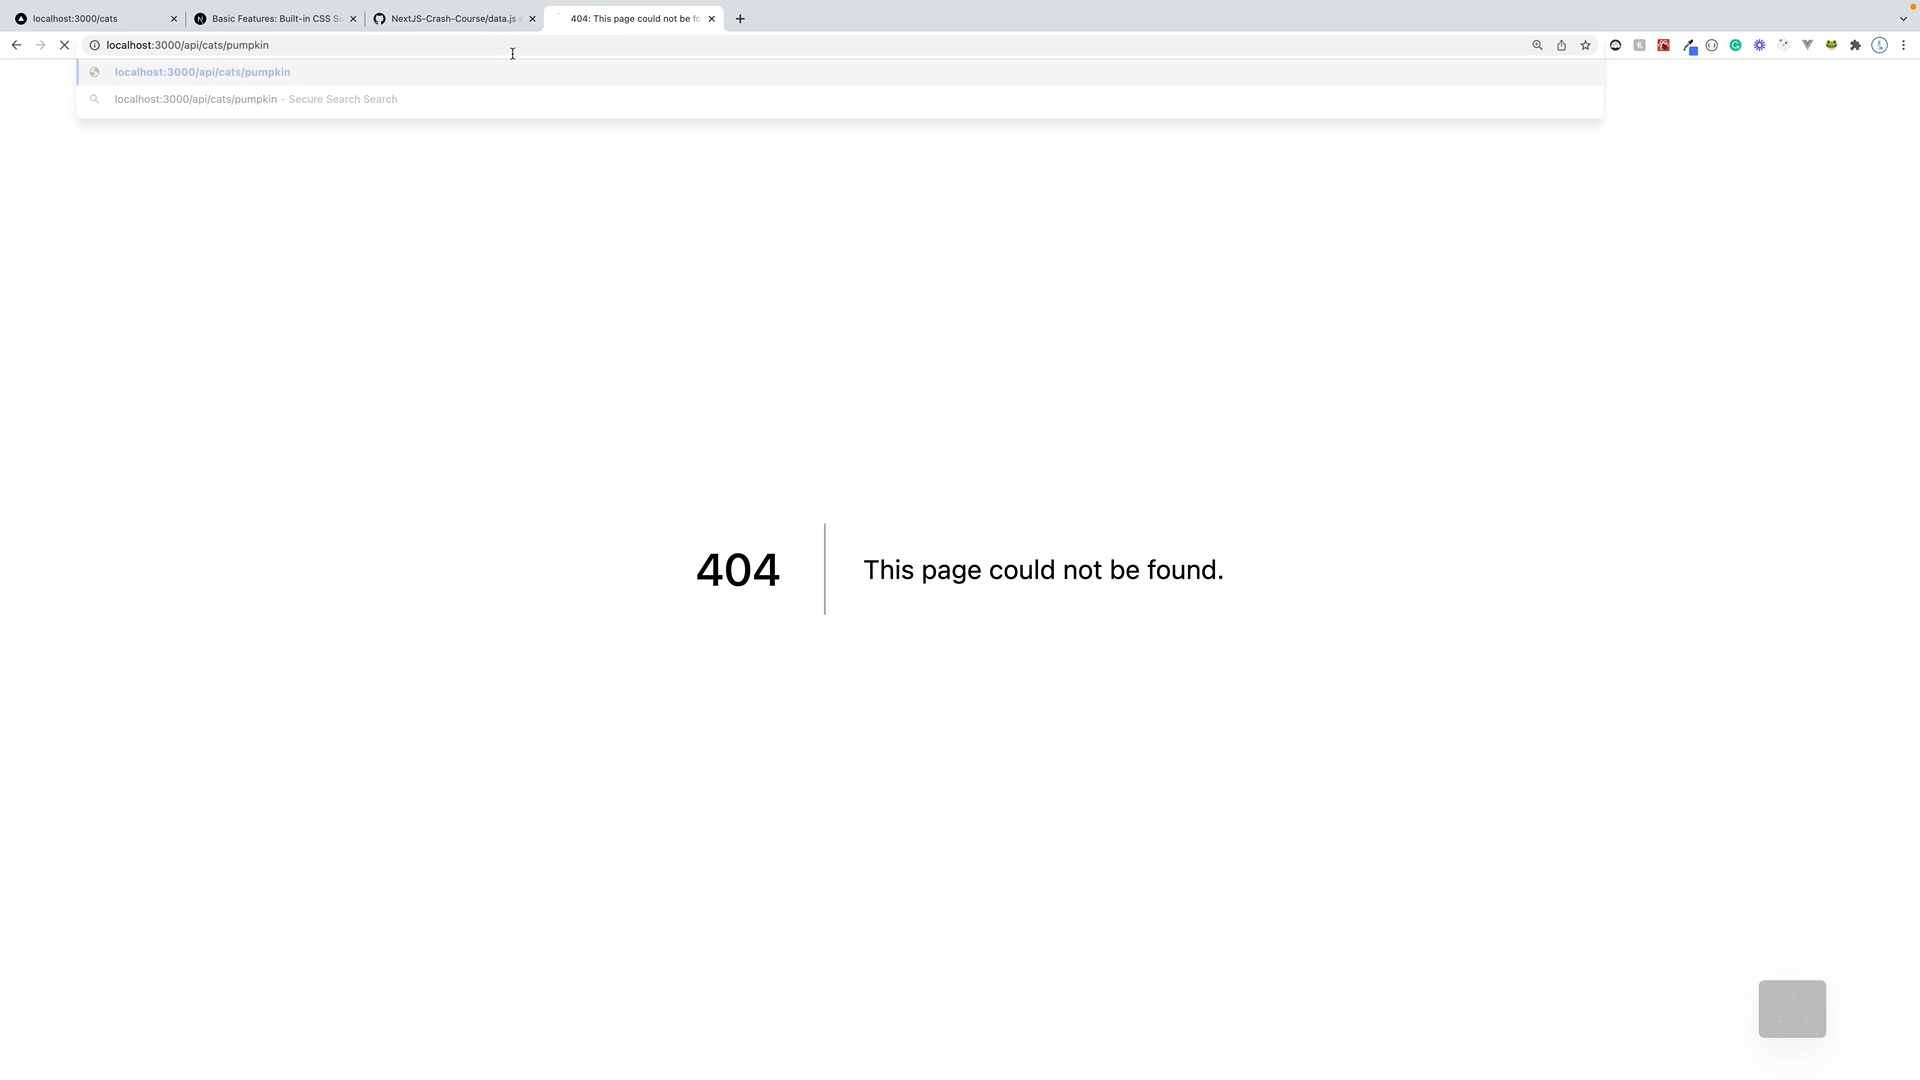 localhost:3000/cats
Basic Features: Built-in CSS Su
NextJS-Crash-Course/data.js a
404: This page could not be fo
localhost:3000/api/cats/pumpkin
localhost:3000/api/cats/pumpkin
localhost:3000/api/cats/pumpkin - Secure Search Search
404
This page could not be found.